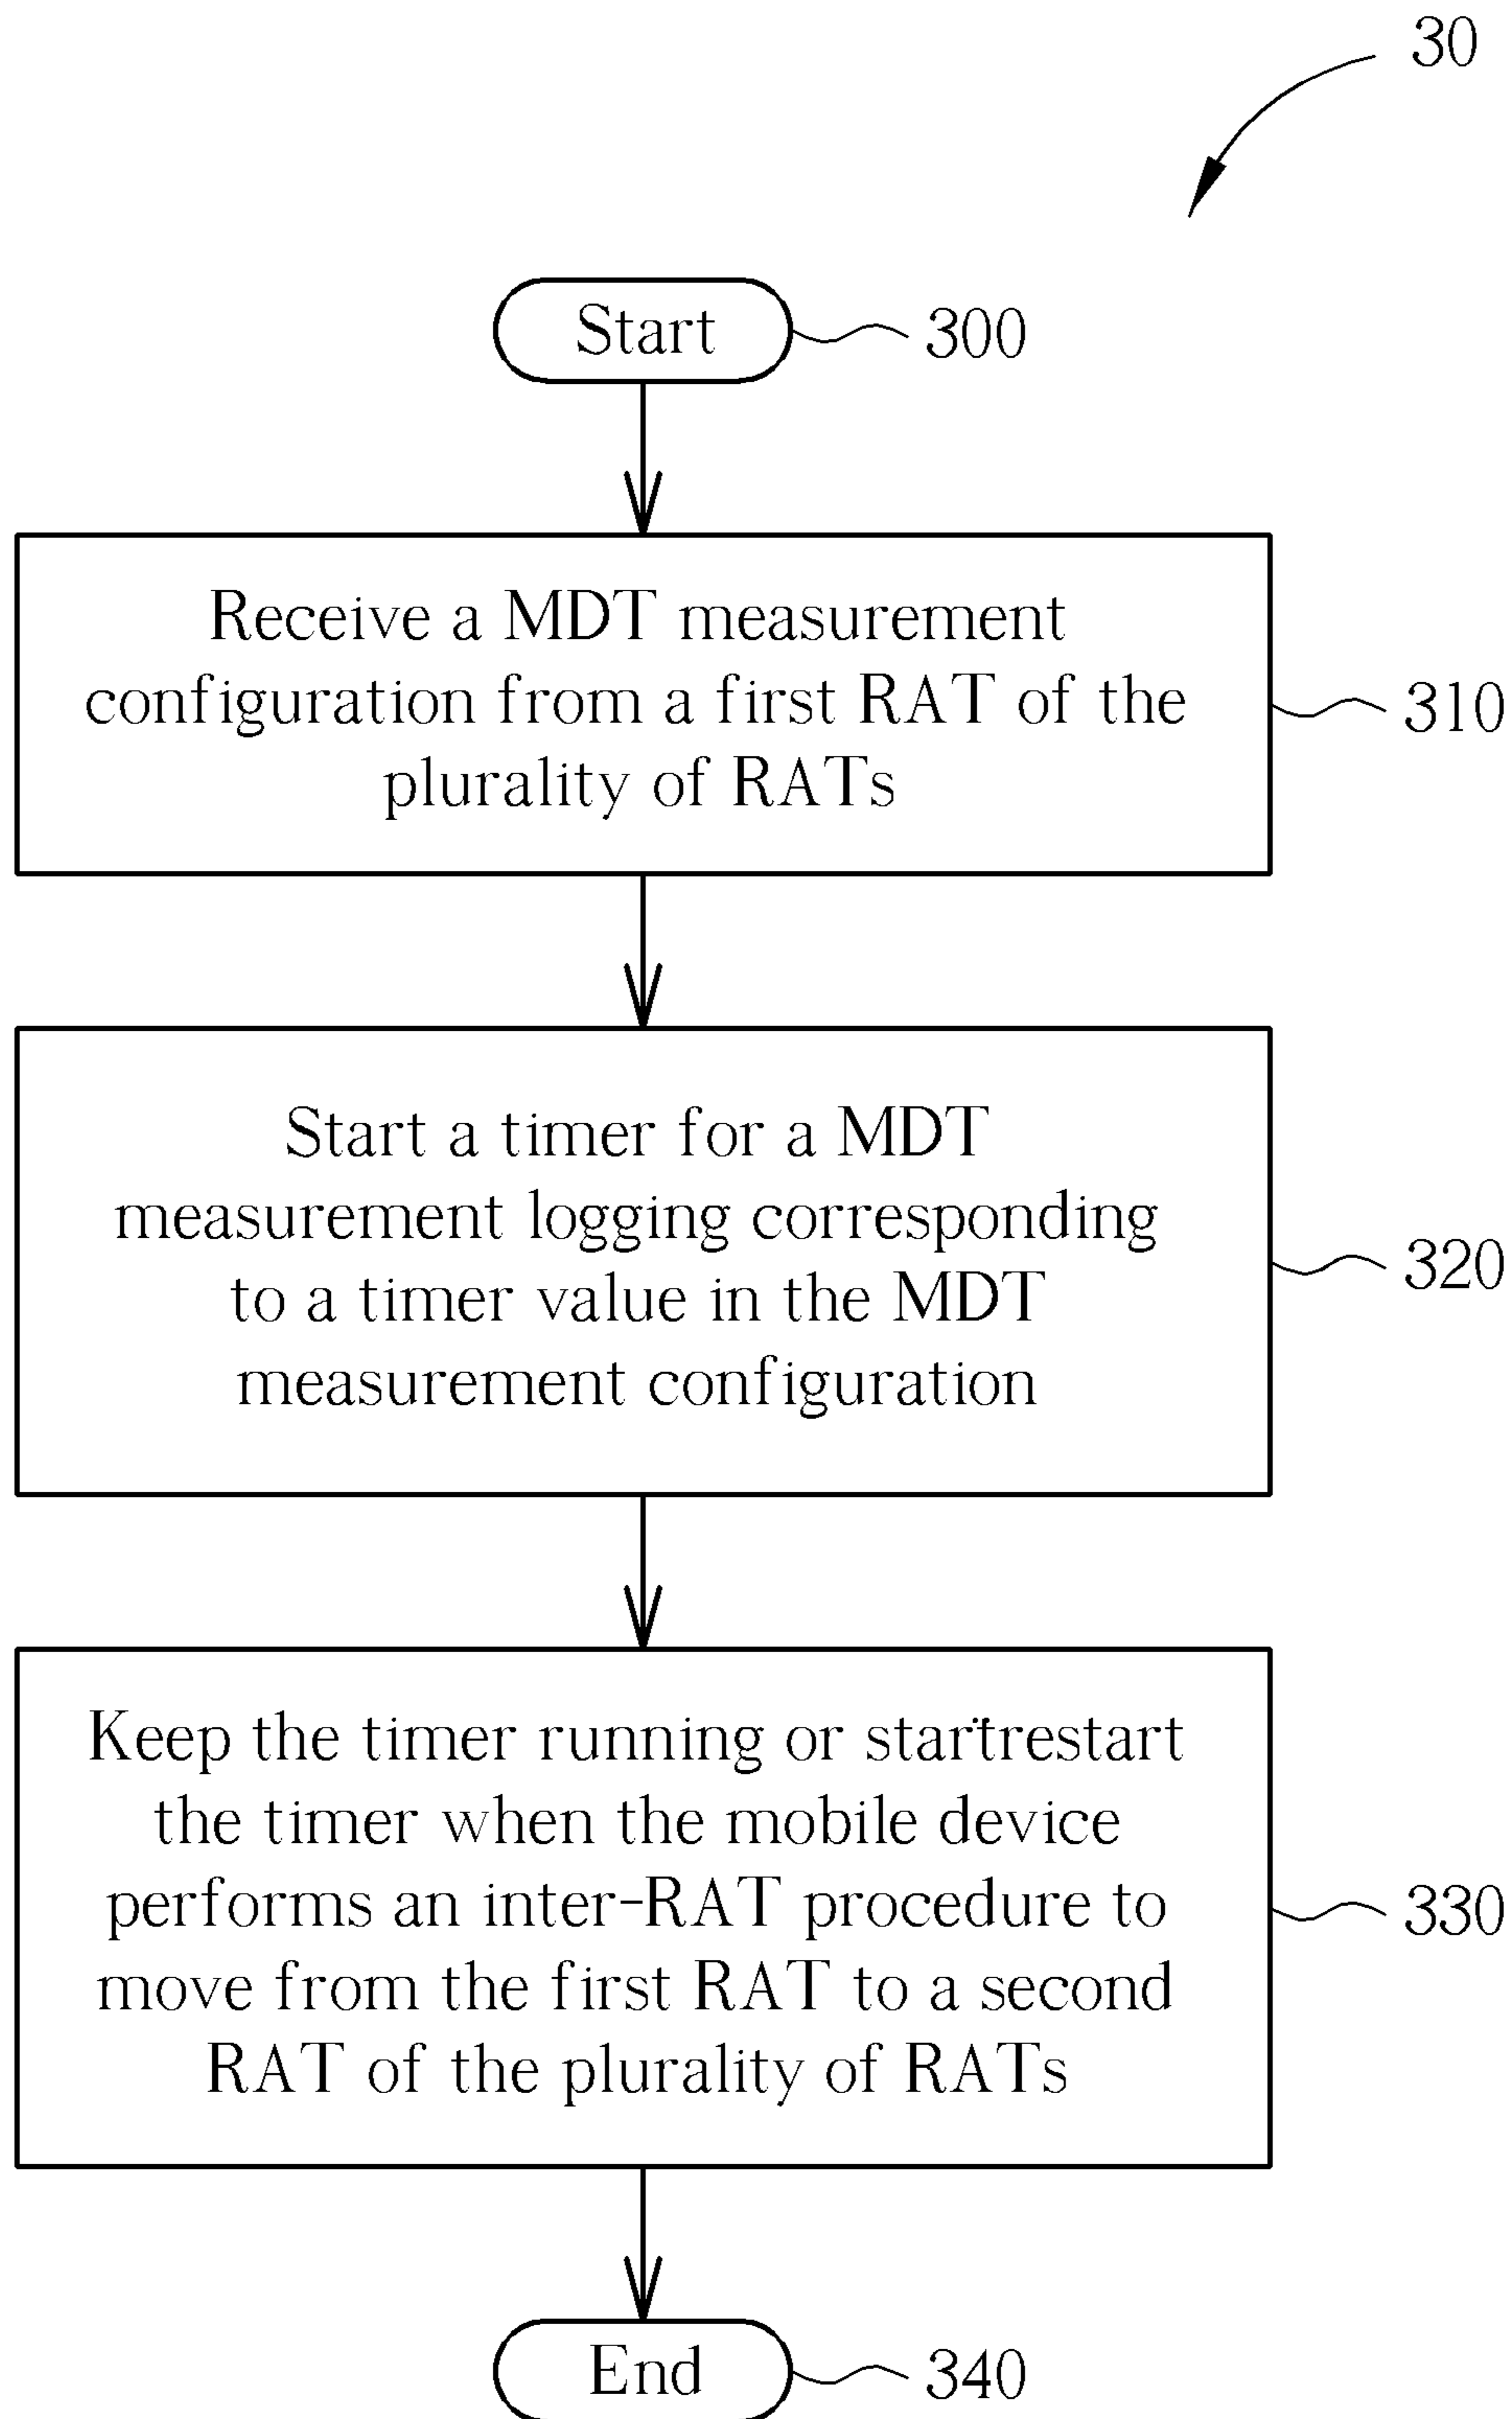 30
Start
300
Receive a MDT measurement
configuration from a first RAT of the
plurality of RATs
310
Start a timer for a MDT
measurement logging corresponding
to a timer value in the MDT
measurement configuration
320
Keep the timer running or start¨restart
the timer when the mobile device
performs an inter-RAT procedure to
move from the first RAT to a second
RAT of the plurality of RATs
330
End
340